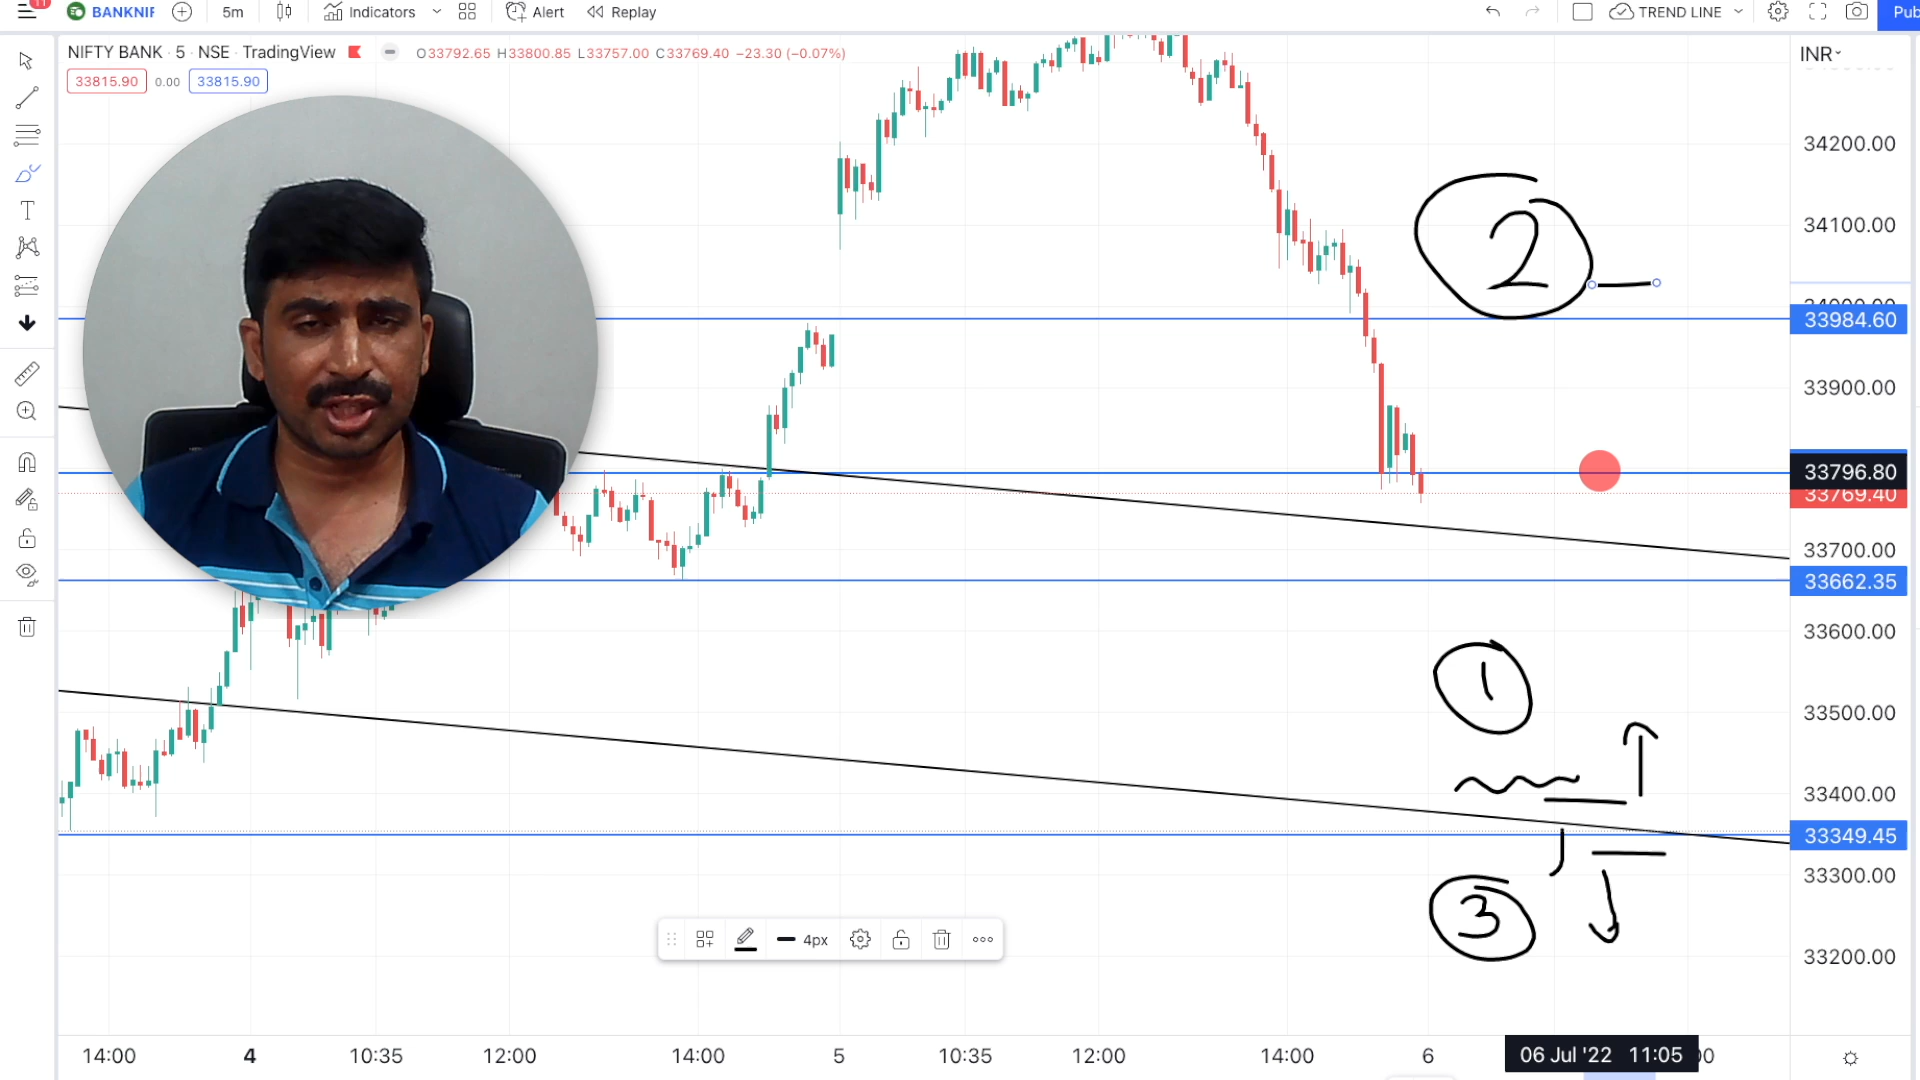 11
BANKNIF
5m
Indicators
Alert
Replay
TREND LINE
Pub
NIFTY BANK · 5 · NSE · TradingView
O33792.65 H33800.85 L33757.00 C33769.40 −23.30 (−0.07%)
33815.90 0.00 33815.90
INR
34200.00
34100.00
34000.00
33984.60
33900.00
33796.80
33769.40
33700.00
33662.35
33600.00
33500.00
33400.00
33349.45
33300.00
33200.00
2
1
3
4px
14:00 4 10:35 12:00 14:00 5 10:35 12:00 14:00 6 06 Jul '22 11:05